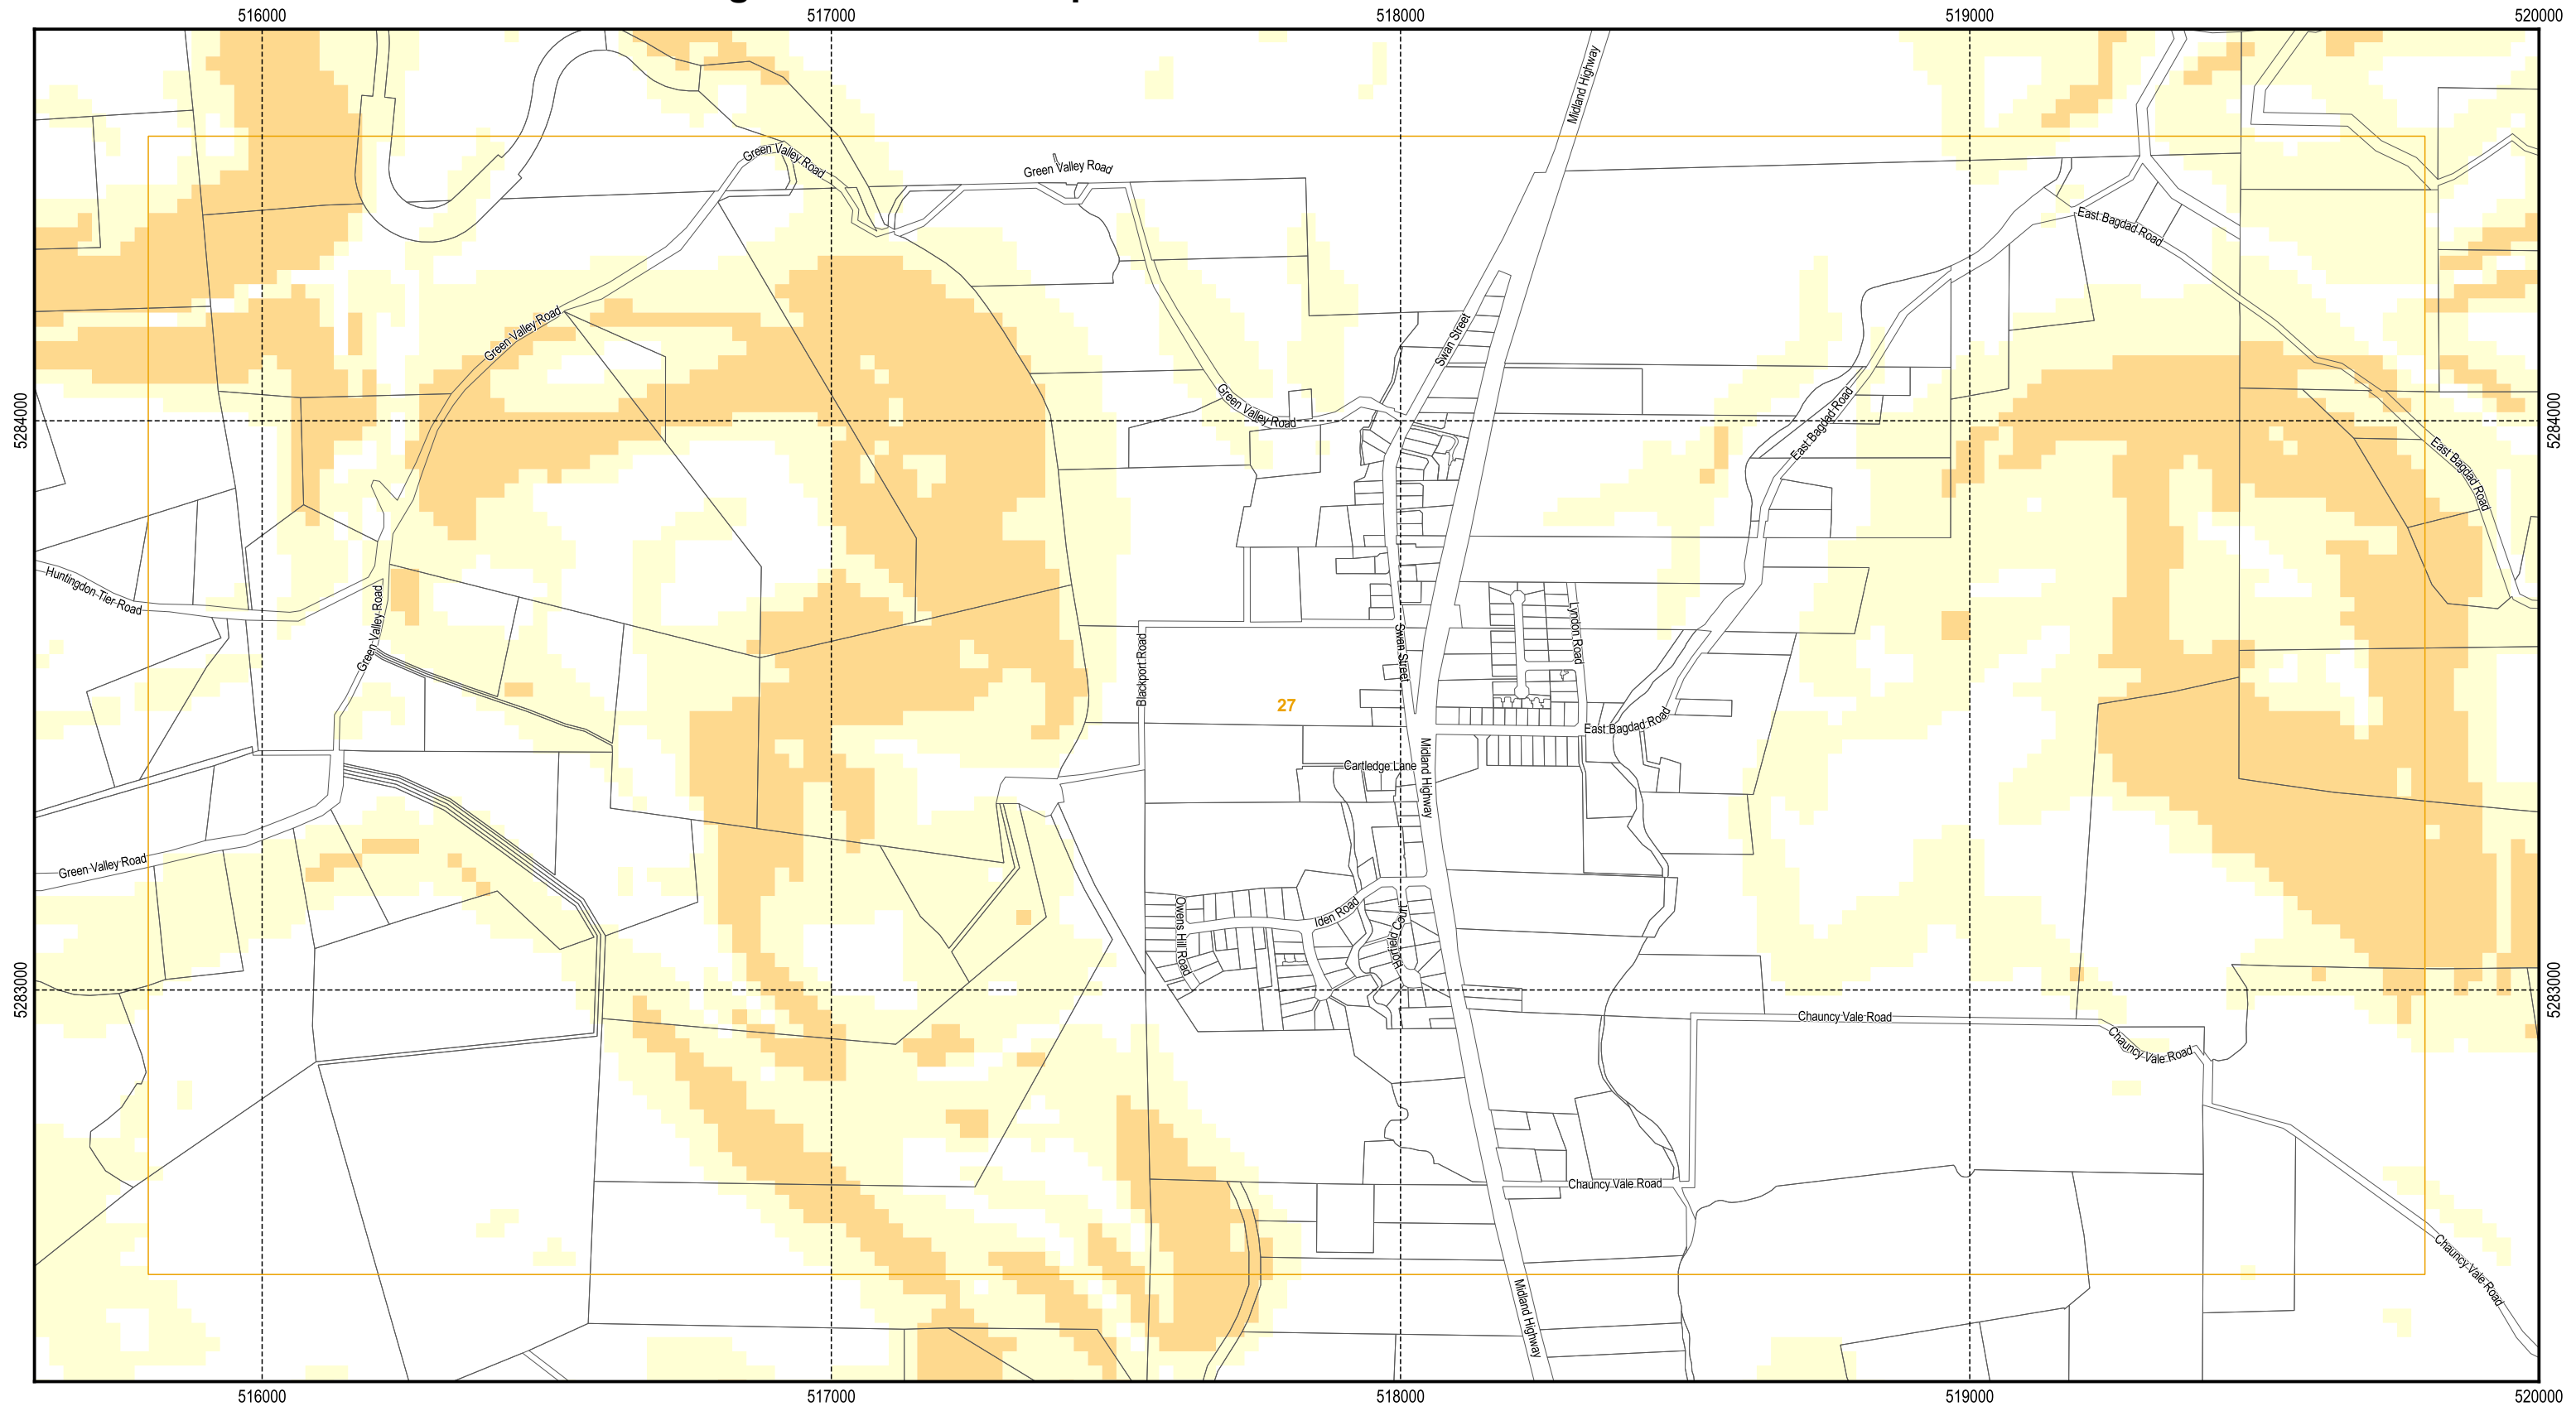 516000
517000
518000
519000
520000
Midland Highway
Green Valley Road
Green Valley Road
East Bagdad Road
Green Valley Road
Swan Street
5284000
5284000
Green Valley Road
East Bagdad Road
East Bagdad Road
Huntingdon Tier Road
Green Valley Road
Lyndon Road
Swan Street
Blackport Road
27
East Bagdad Road
Cartledge Lane
Midland Highway
Green Valley Road
Owens Hill Road
Iden Road
Lonfield Court
5283000
5283000
Chauncy Vale Road
Chauncy Vale Road
Chauncy Vale Road
Chauncy Vale Road
Midland Highway
516000
517000
518000
519000
520000